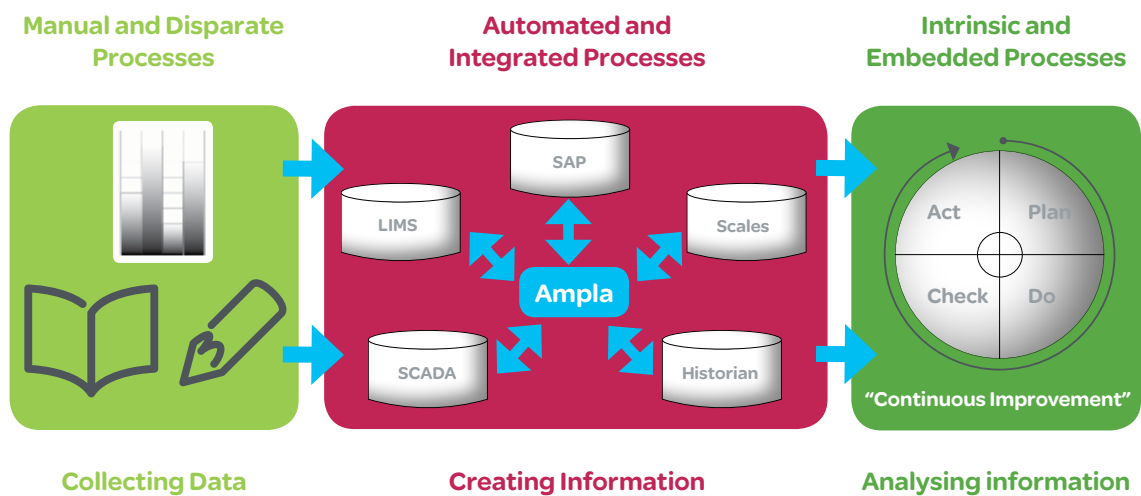 Manual and Disparate
Processes
Automated and
Integrated Processes
Intrinsic and
Embedded Processes
SAP
LIMS
Scales
Ampla
SCADA
Historian
Act
Plan
Check
Do
“Continuous Improvement”
Collecting Data
Creating Information
Analysing information